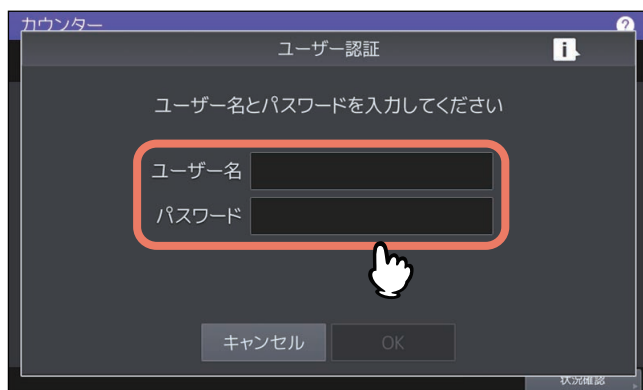 カウンター
ユーザー認証
ユーザー名とパスワードを入力してください
ユーザー名
パスワード
キャンセル
OK
状況確認